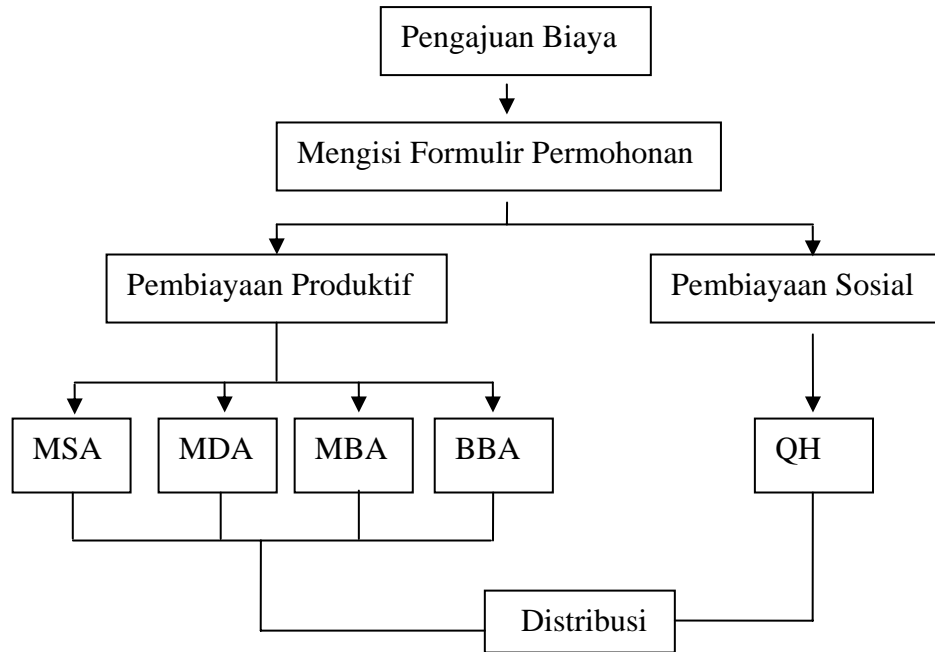 Pengajuan Biaya
Mengisi Formulir Permohonan
Pembiayaan Produktif
Pembiayaan Sosial
MSA
MDA
MBA
BBA
QH
Distribusi